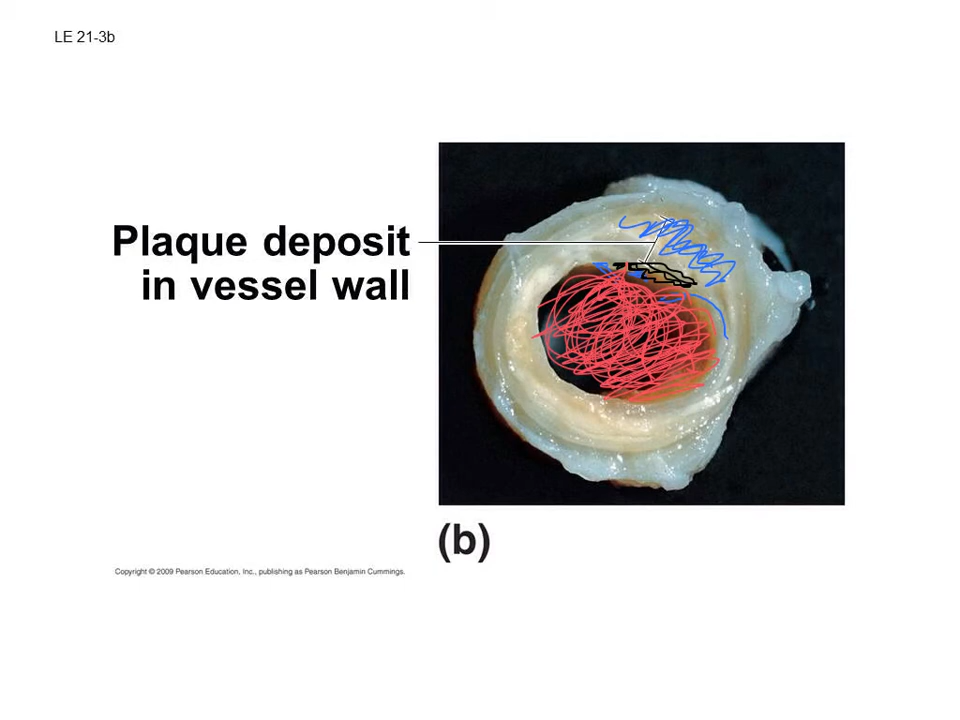 LE 21-3b
Plaque deposit
in vessel wall
(b)
Copyright © 2009 Pearson Education, Inc., publishing as Pearson Benjamin Cummings.